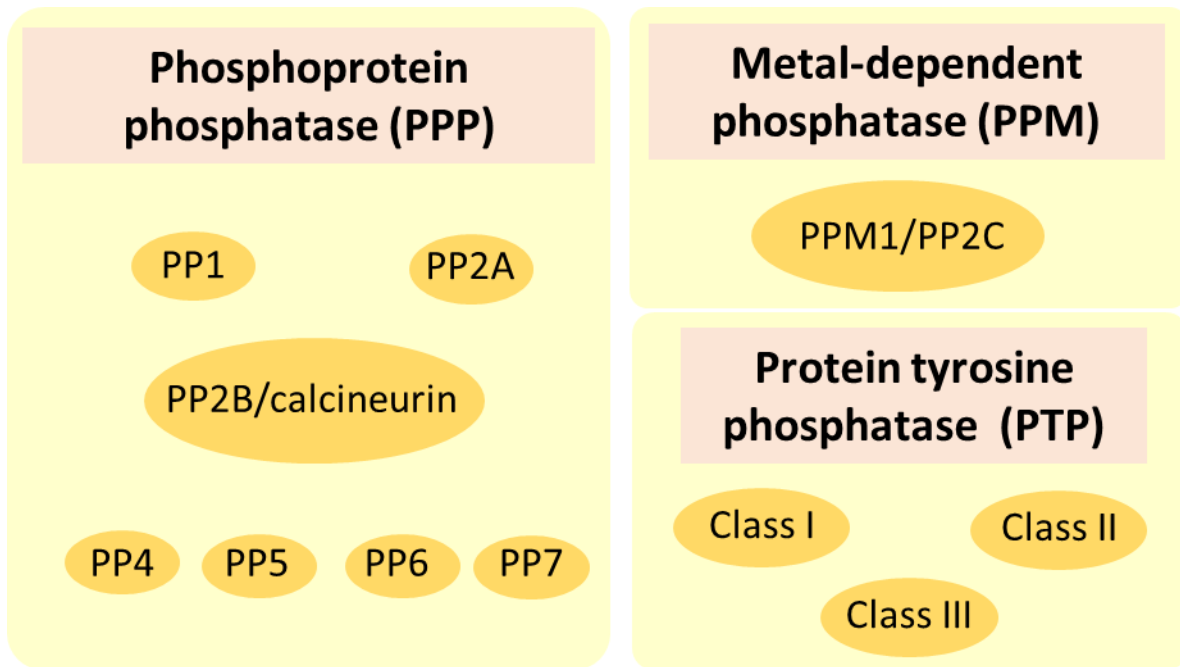 Phosphoprotein
phosphatase (PPP)
PP1
PP2A
PP2B/calcineurin
PP4
PP5
PP6
PP7
Metal-dependent
phosphatase (PPM)
PPM1/PP2C
Protein tyrosine
phosphatase  (PTP)
Class I
Class II
Class III